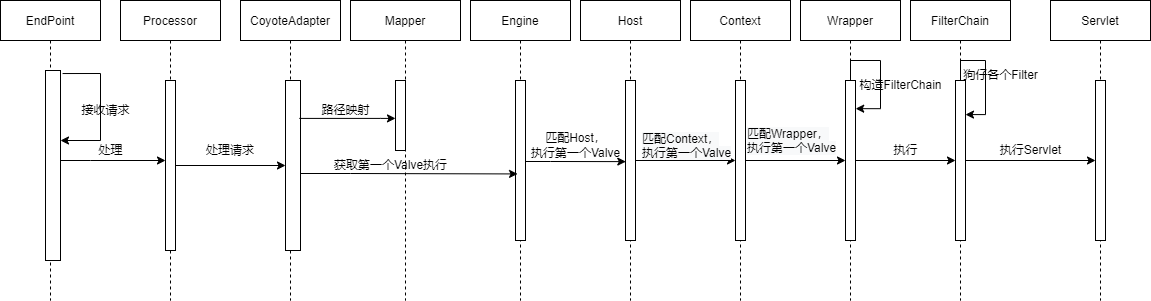 EndPoint
Processor
CoyoteAdapter
Mapper
Engine
Host
Context
Wrapper
FilterChain
Servlet
接收请求
处理
处理请求
路径映射
获取第一个Valve执行
匹配Host，
执行第一个Valve
匹配Context，
执行第一个Valve
匹配Wrapper，
执行第一个Valve
构造FilterChain
执行
狗仔各个Filter
执行Servlet